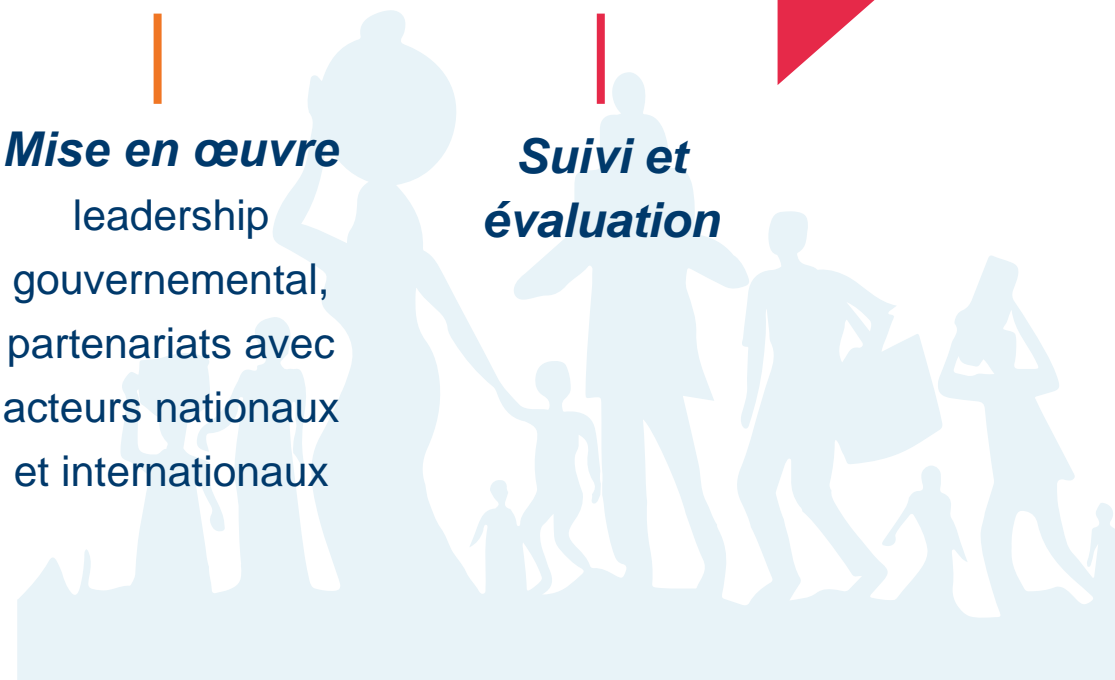 Mise en œuvre
leadership
gouvernemental,
partenariats avec
acteurs nationaux
et internationaux
Suivi et
évaluation